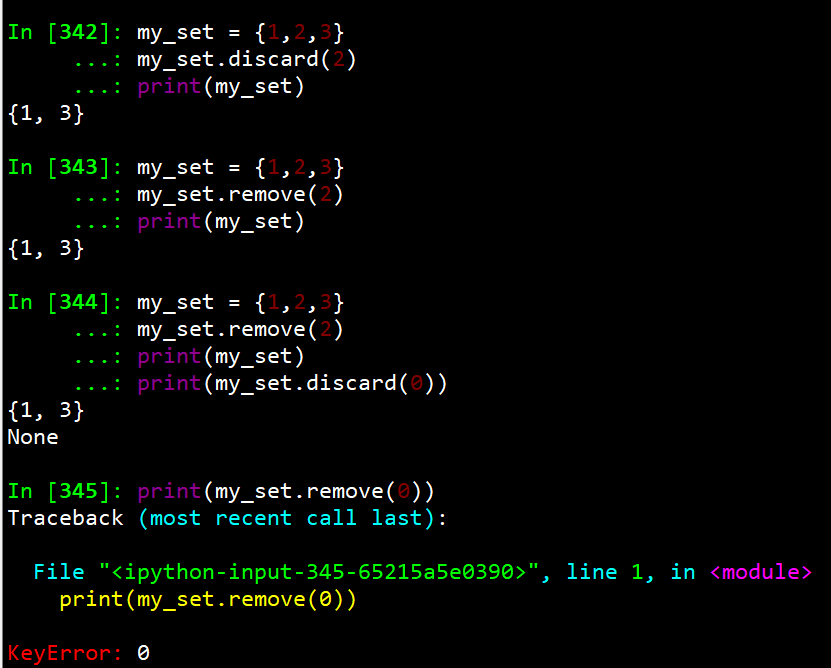 In [342]: my_set = {1,2,3}
     ...: my_set.discard(2)
     ...: print(my_set)
{1, 3}

In [343]: my_set = {1,2,3}
     ...: my_set.remove(2)
     ...: print(my_set)
{1, 3}

In [344]: my_set = {1,2,3}
     ...: my_set.remove(2)
     ...: print(my_set)
     ...: print(my_set.discard(0))
{1, 3}
None

In [345]: print(my_set.remove(0))
Traceback (most recent call last):

  File "<ipython-input-345-65215a5e0390>", line 1, in <module>
    print(my_set.remove(0))

KeyError: 0